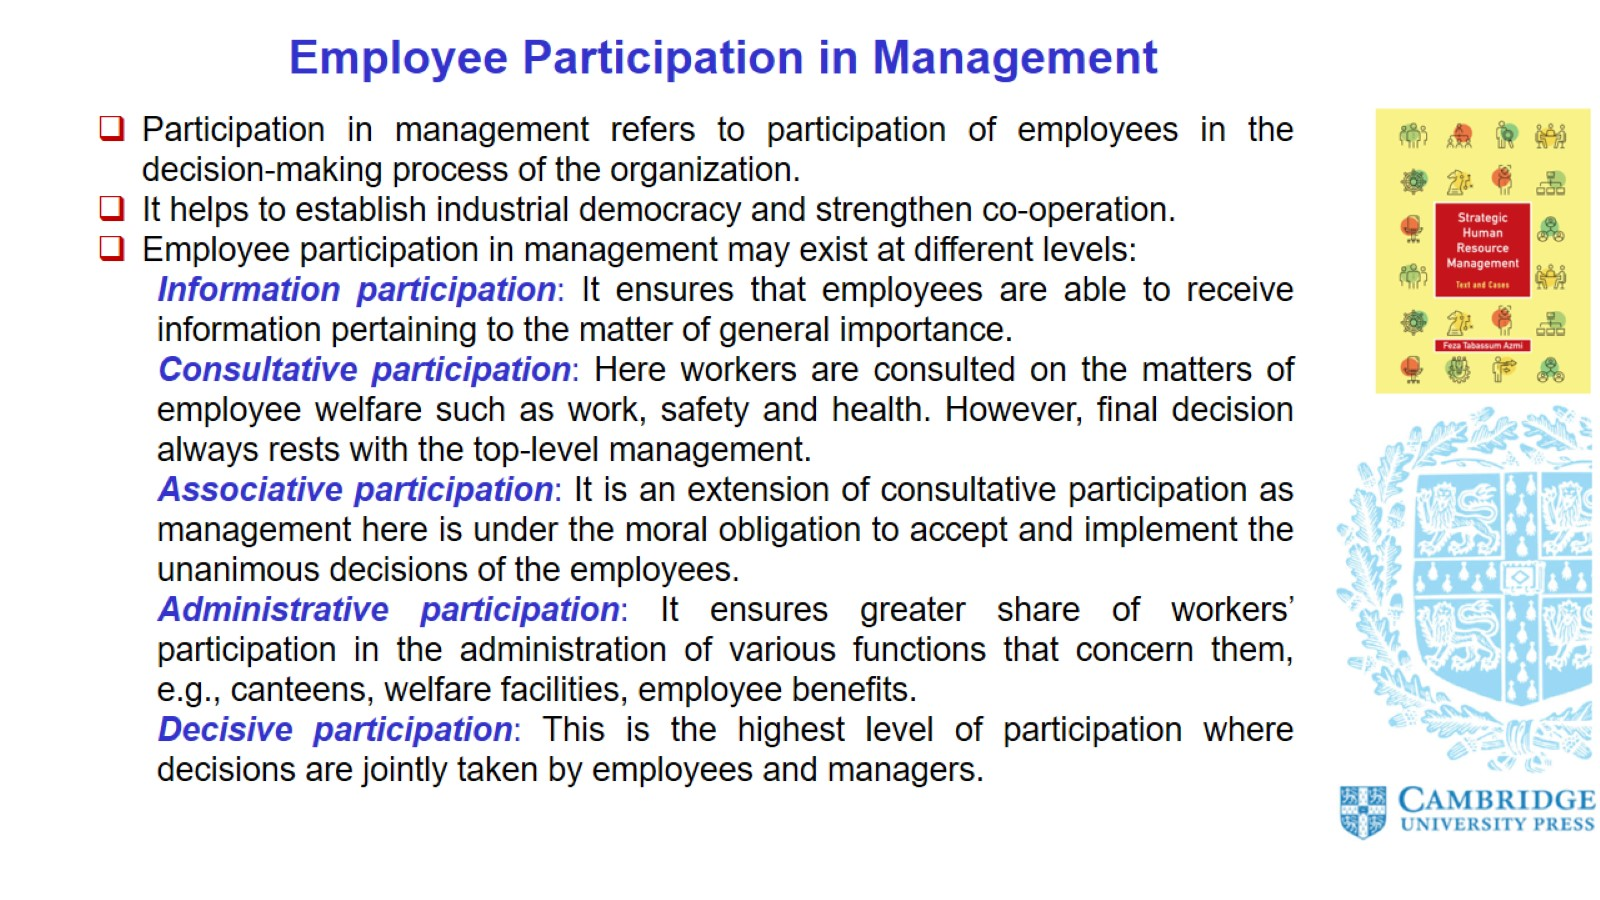 Employee Participation in Management
❑ Participation in management refers to participation of employees in the
decision-making process of the organization.
❑ It helps to establish industrial democracy and strengthen co-operation.
❑ Employee participation in management may exist at different levels:
Information participation: It ensures that employees are able to receive
information pertaining to the matter of general importance.
Consultative participation: Here workers are consulted on the matters of
employee welfare such as work, safety and health. However, final decision
always rests with the top-level management.
Associative participation: It is an extension of consultative participation as
management here is under the moral obligation to accept and implement the
unanimous decisions of the employees.
Administrative participation: It ensures greater share of workers’
participation in the administration of various functions that concern them,
e.g., canteens, welfare facilities, employee benefits.
Decisive participation: This is the highest level of participation where
decisions are jointly taken by employees and managers.
Strategic
Human
Resource
Management
Text and Cases
Feza Tabassum Azmi
CAMBRIDGE
UNIVERSITY PRESS